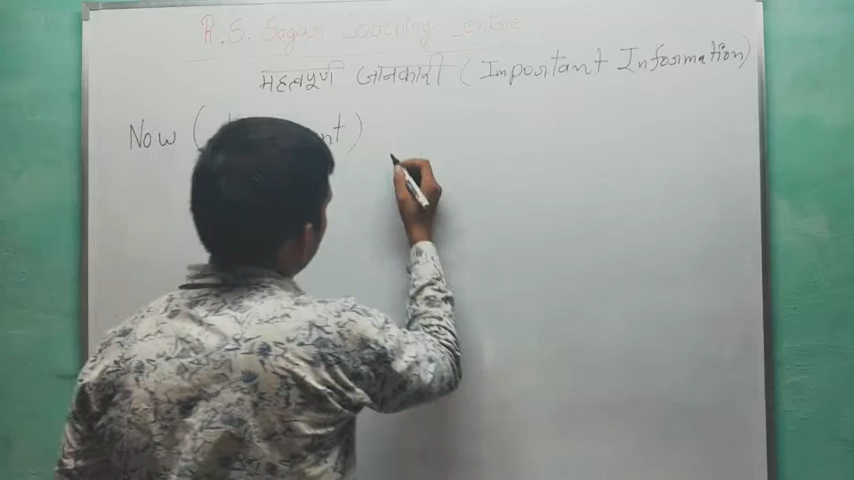 R.S. Sagar Coaching Centre
महत्वपूर्ण जानकारी (Important Information)
Now (